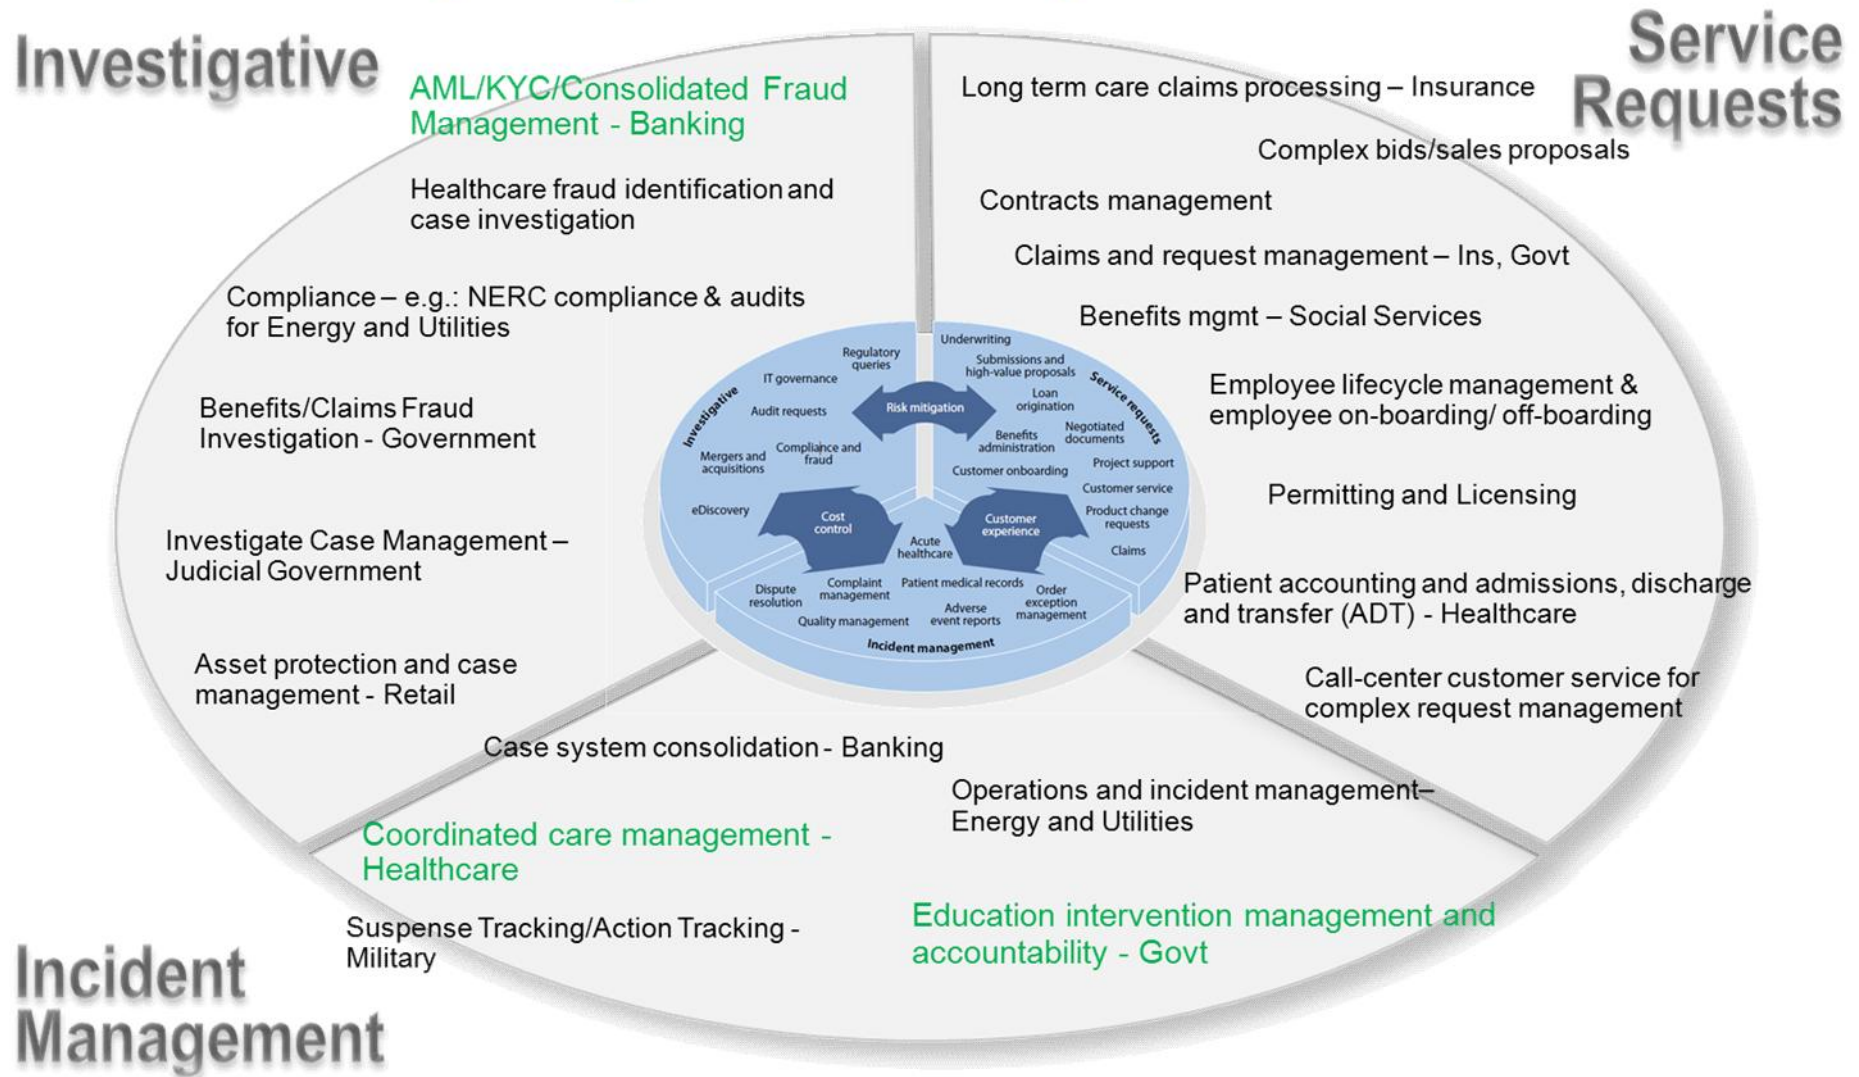 Investigative
AML/KYC/Consolidated Fraud
Management - Banking
Healthcare fraud identification and
case investigation
Compliance – e.g.: NERC compliance & audits
for Energy and Utilities
Benefits/Claims Fraud
Investigation - Government
Investigate Case Management –
Judicial Government
Asset protection and case
management - Retail
Service
Requests
Long term care claims processing – Insurance
Complex bids/sales proposals
Contracts management
Claims and request management – Ins, Govt
Benefits mgmt – Social Services
Employee lifecycle management &
employee on-boarding/ off-boarding
Permitting and Licensing
Patient accounting and admissions, discharge
and transfer (ADT) - Healthcare
Call-center customer service for
complex request management
Investigative
Regulatory
queries
IT governance
Audit requests
Compliance and
fraud
Mergers and
acquisitions
eDiscovery
Risk mitigation
Cost
control
Customer
experience
Service requests
Underwriting
Submissions and
high-value proposals
Loan
origination
Negotiated
documents
Benefits
administration
Customer onboarding
Project support
Customer service
Product change
requests
Claims
Acute
healthcare
Dispute
resolution
Complaint
management
Patient medical records
Order
exception
management
Quality management
Adverse
event reports
Incident management
Case system consolidation - Banking
Operations and incident management–
Energy and Utilities
Coordinated care management -
Healthcare
Suspense Tracking/Action Tracking -
Military
Education intervention management and
accountability - Govt
Incident
Management